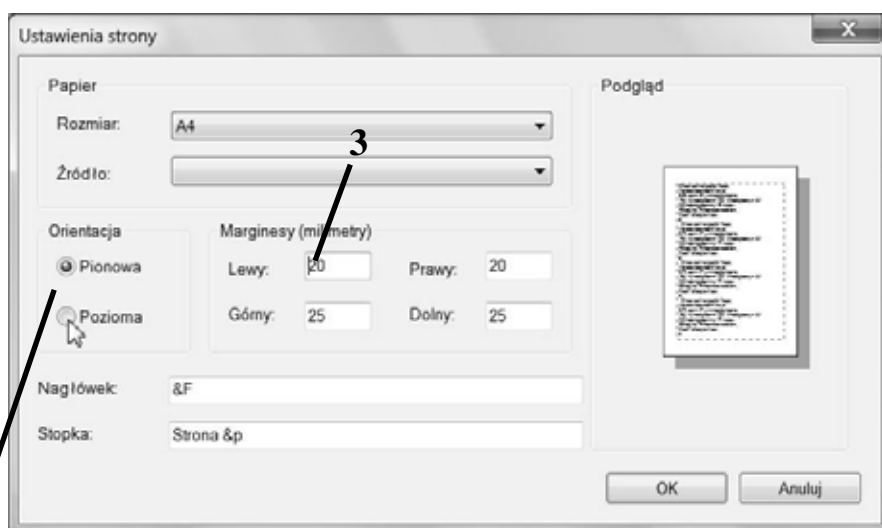 Ustawienia strony
x
Papier
Rozmiar: A4
3
Źródło:
Orientacja
Pionowa
Pozioma
Marginesy (milimetry)
Lewy: 20 Prawy: 20
Górny: 25 Dolny: 25
Nagłówek: &F
Stopka: Strona &p
Podgląd
OK Anuluj